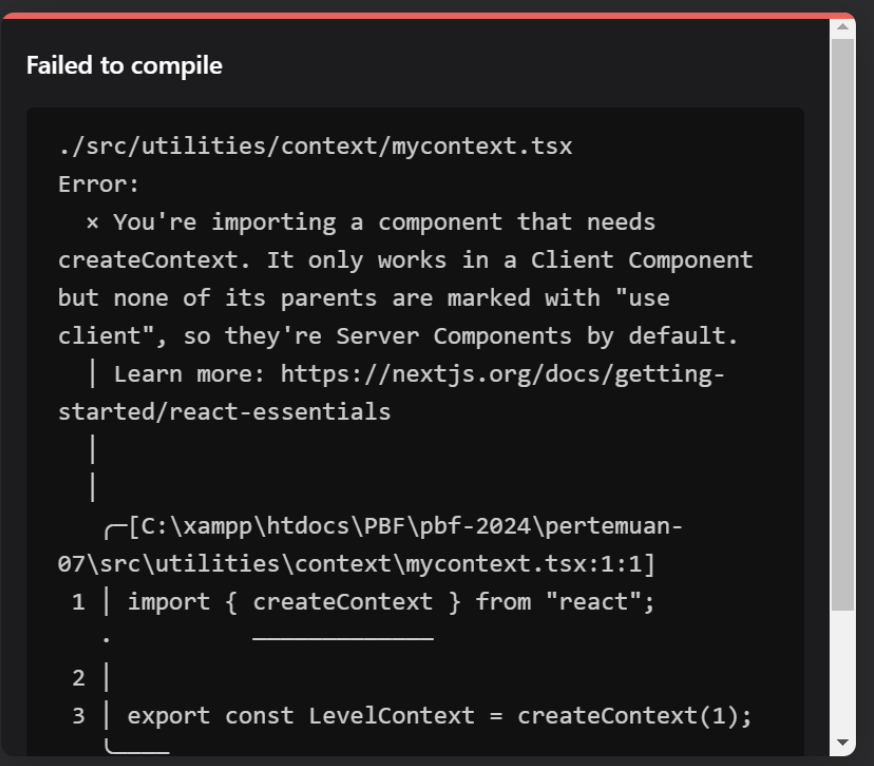 Failed to compile
./src/utilities/context/mycontext.tsx
Error:
  × You're importing a component that needs
createContext. It only works in a Client Component
but none of its parents are marked with "use
client", so they're Server Components by default.
  │ Learn more: https://nextjs.org/docs/getting-
started/react-essentials
  │
  │
   ╭─[C:\xampp\htdocs\PBF\pbf-2024\pertemuan-
07\src\utilities\context\mycontext.tsx:1:1]
 1 │ import { createContext } from "react";
   ·          ─────────────
 2 │
 3 │ export const LevelContext = createContext(1);
   ╰────